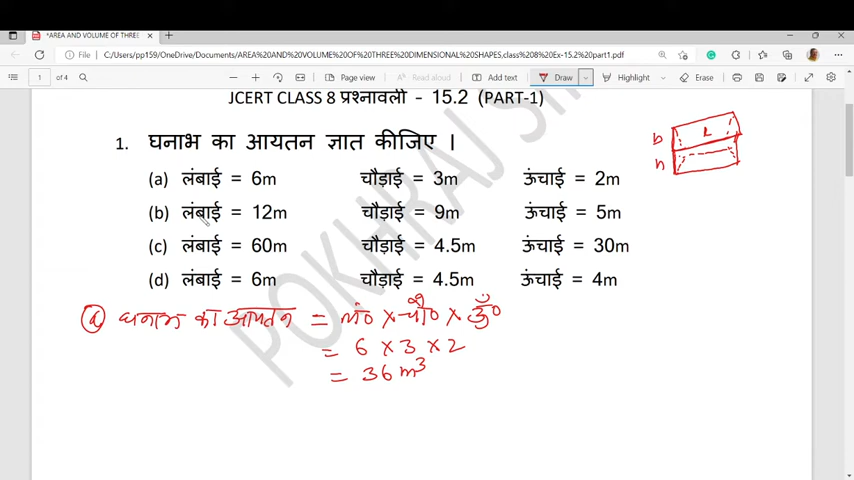 *AREA AND VOLUME OF THREE
C:/Users/pp159/OneDrive/Documents/AREA%20AND%20VOLUME%20OF%20THREE%20DIMENSIONAL%20SHAPES,class%208%20Ex-15.2%20part1.pdf
1 of 4 Page view Read aloud Add text Draw Highlight Erase
JCERT CLASS 8 प्रश्नावली - 15.2 (PART-1)
1. घनाभ का आयतन ज्ञात कीजिए ।
(a) लंबाई = 6m चौड़ाई = 3m ऊंचाई = 2m
(b) लंबाई = 12m चौड़ाई = 9m ऊंचाई = 5m
(c) लंबाई = 60m चौड़ाई = 4.5m ऊंचाई = 30m
(d) लंबाई = 6m चौड़ाई = 4.5m ऊंचाई = 4m
b l
h
(a) घनाभ का आयतन = लं० × चौ० × ऊँ०
= 6 × 3 × 2
= 36 m³
POKHRAJ